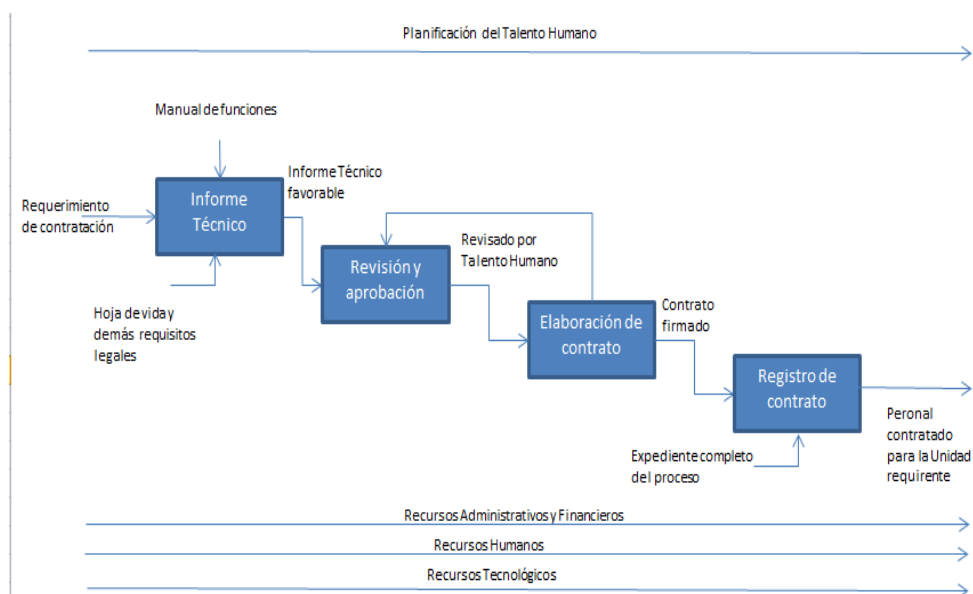 Planificación del Talento Humano
Manual de funciones
Informe Técnico
favorable
Informe
Técnico
Requerimiento
de contratación
Revisado por
Talento Humano
Revisión y
aprobación
Hoja de vida y
demás requisitos
legales
Elaboración de
contrato
Contrato
firmado
Registro de
contrato
Peronal
contratado
para la Unidad
requirente
Expediente completo
del proceso
Recursos Administrativos y Financieros
Recursos Humanos
Recursos Tecnológicos